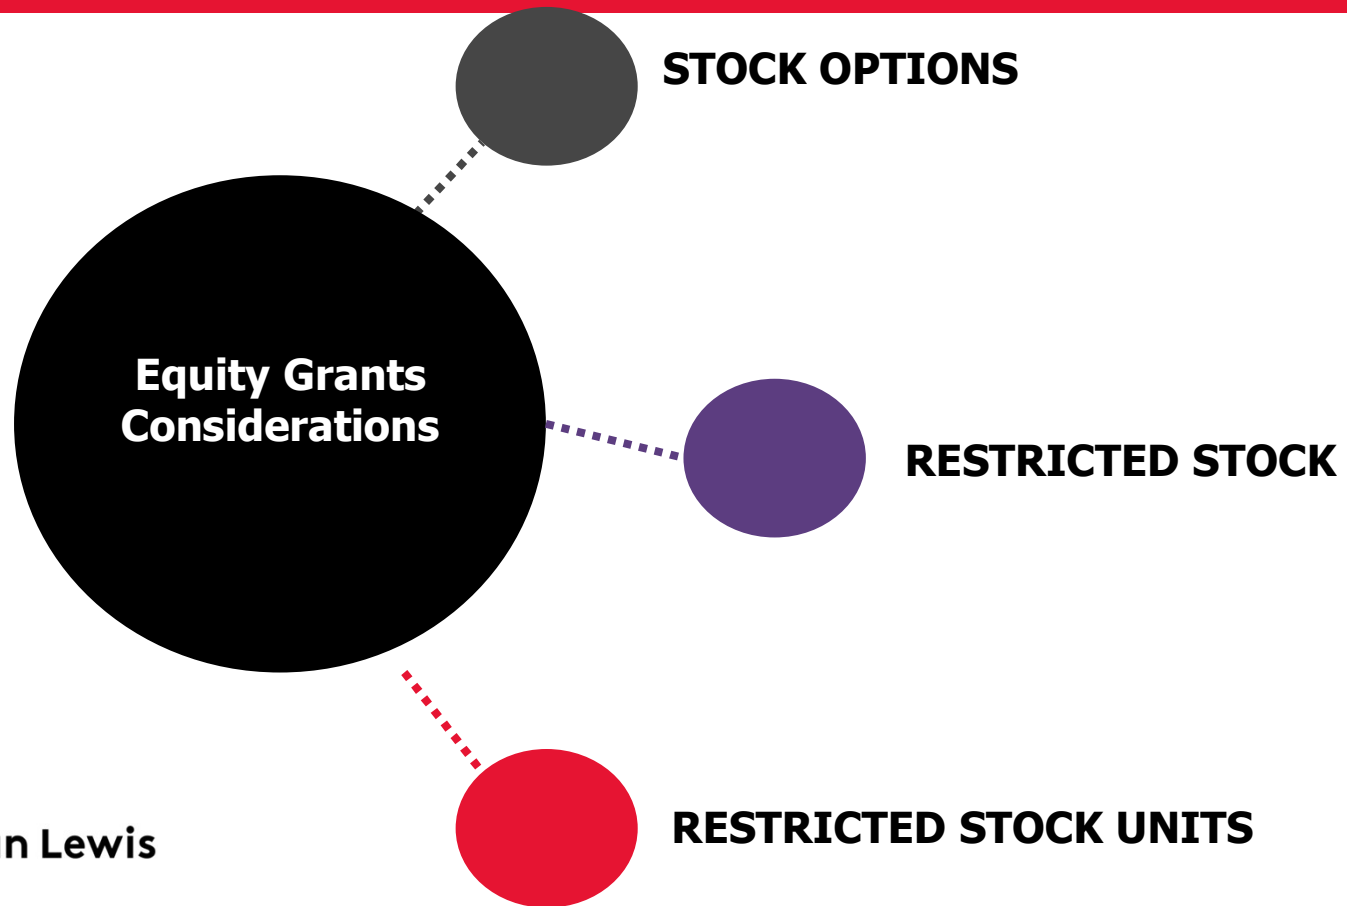 STOCK OPTIONS
Equity Grants
Considerations
RESTRICTED STOCK
RESTRICTED STOCK UNITS
Lewis